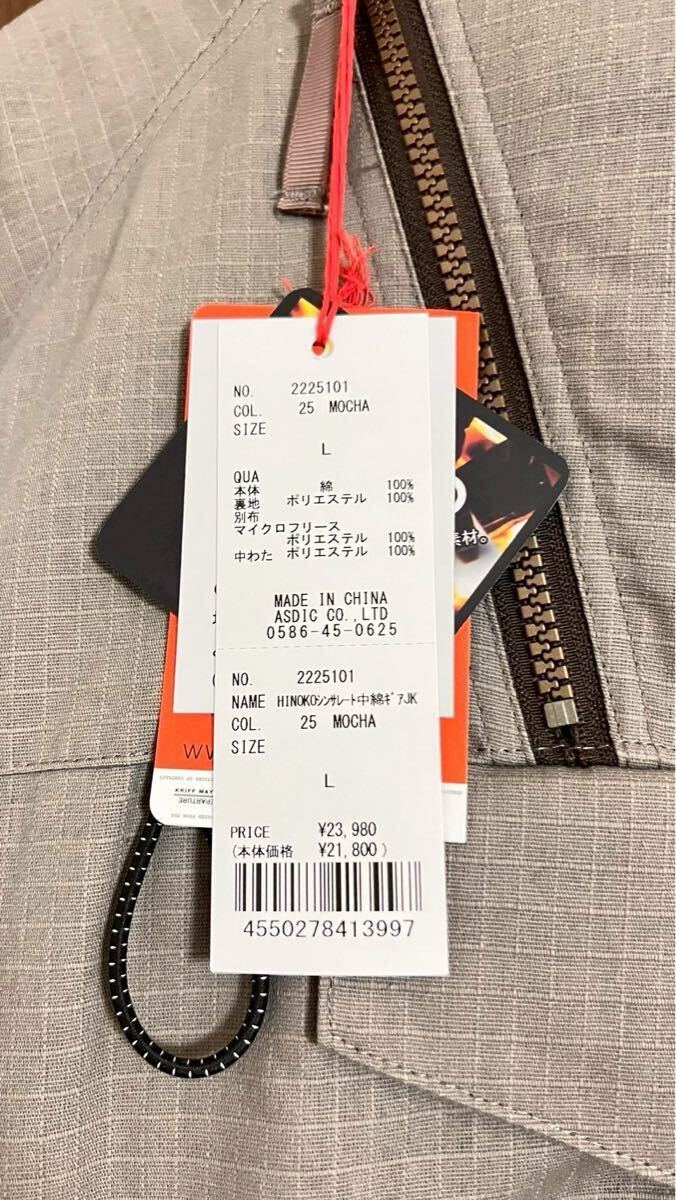 NO. 2225101
COL. 25 MOCHA
SIZE
L
QUA
本体 綿 100%
裏地 ポリエステル 100%
別布
マイクロフリース
ポリエステル 100%
中わた ポリエステル 100%
MADE IN CHINA
ASDIC CO.,LTD
0586-45-0625
NO. 2225101
NAME HINOKOｼﾝｻﾚｰﾄ中綿ｷﾞｱJK
COL. 25 MOCHA
SIZE
L
PRICE ¥23,980
(本体価格 ¥21,800)
4550278413997
素材。